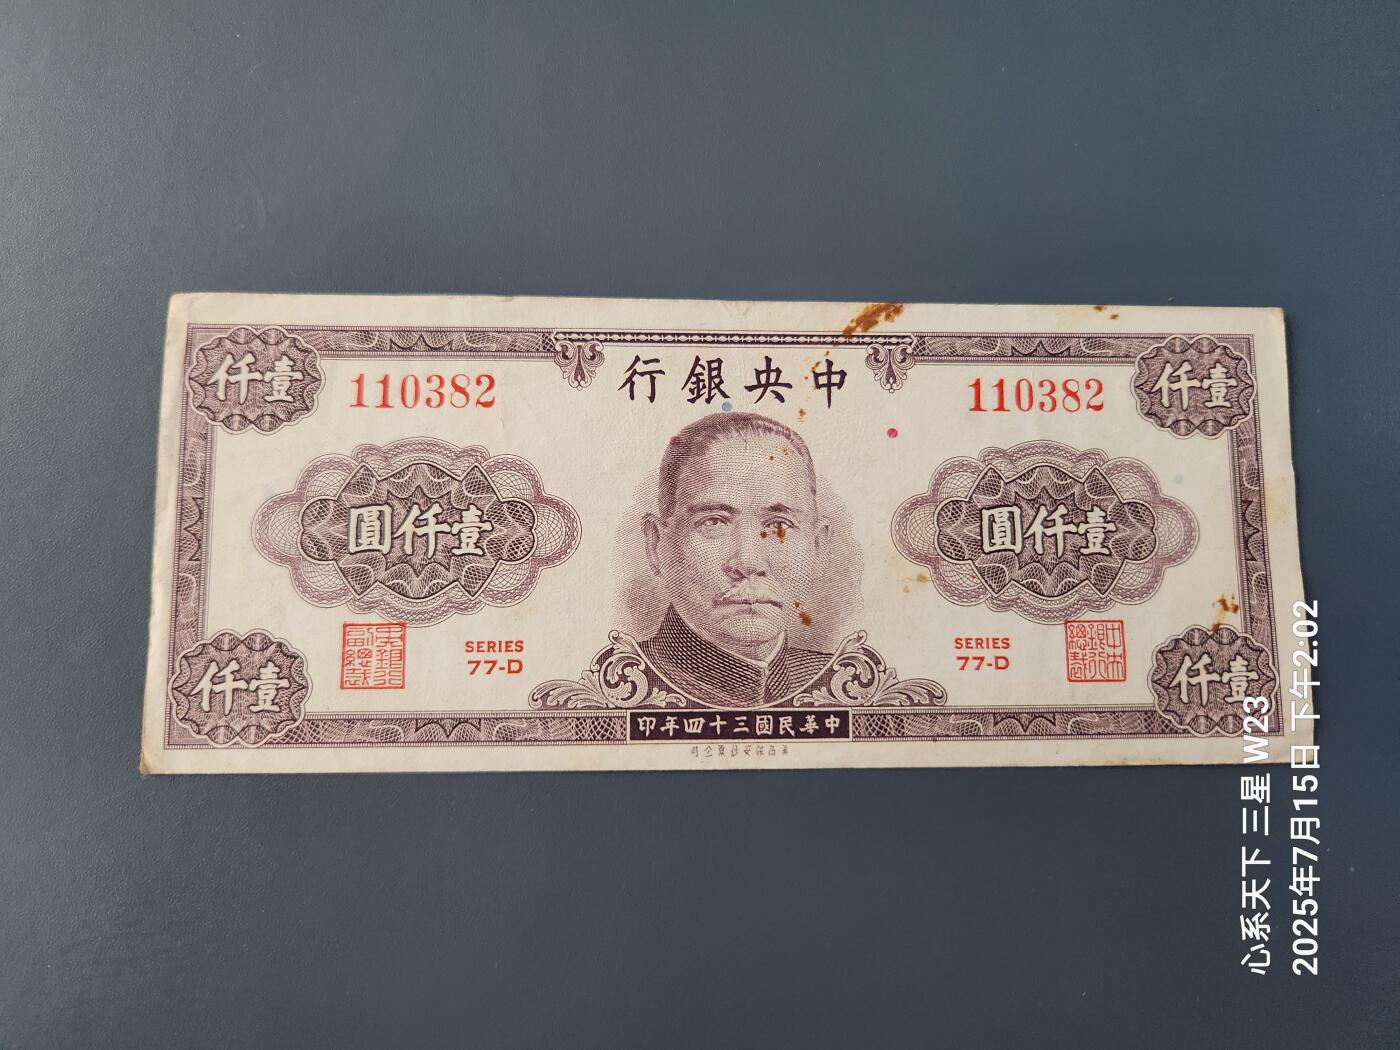 中央銀行
壹仟
壹仟
110382
110382
壹仟圓
壹仟圓
SERIES
77-D
SERIES
77-D
壹仟
壹仟
中華民國三十四年印
心系天下 三星 W23
2025年7月15日 下午2:02